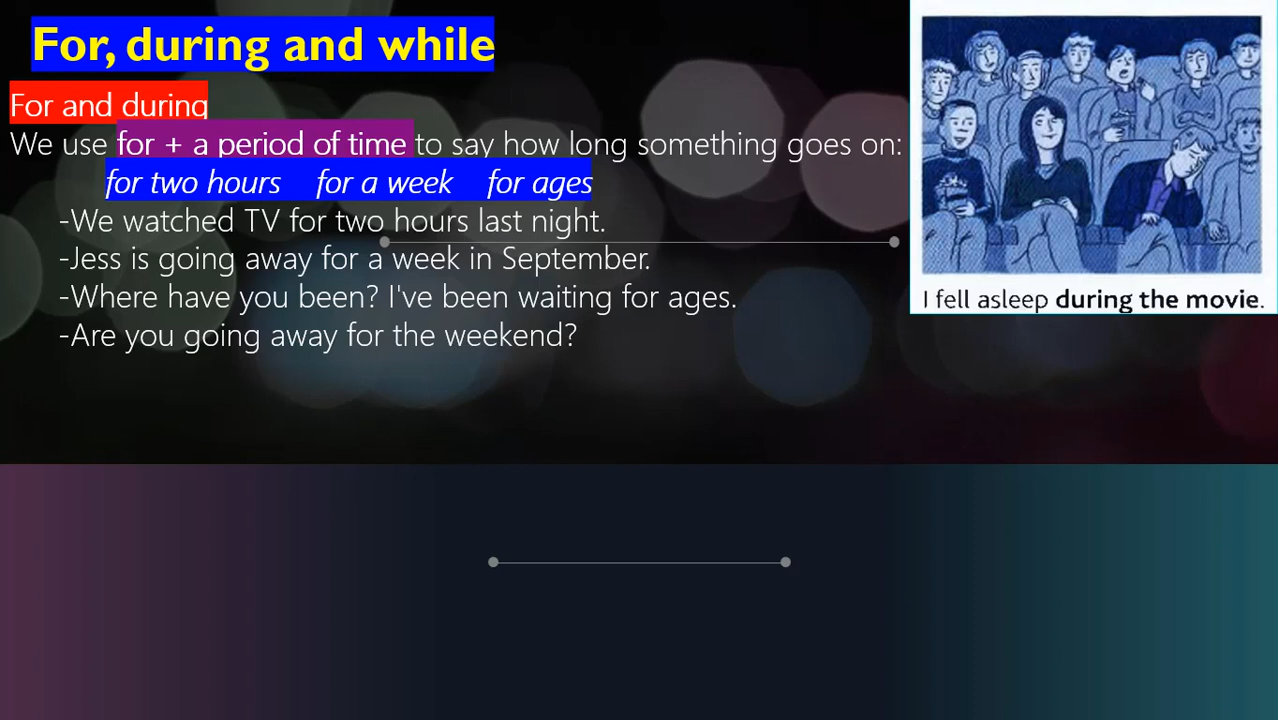 For, during and while
For and during
We use for + a period of time to say how long something goes on:
for two hours for a week for ages
-We watched TV for two hours last night.
-Jess is going away for a week in September.
-Where have you been? I've been waiting for ages.
-Are you going away for the weekend?
I fell asleep during the movie.